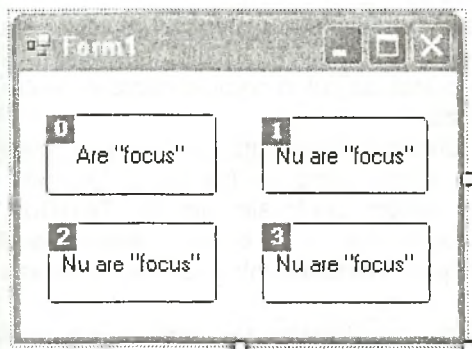 Form1
0
Are "focus"
1
Nu are "focus"
2
Nu are "focus"
3
Nu are "focus"